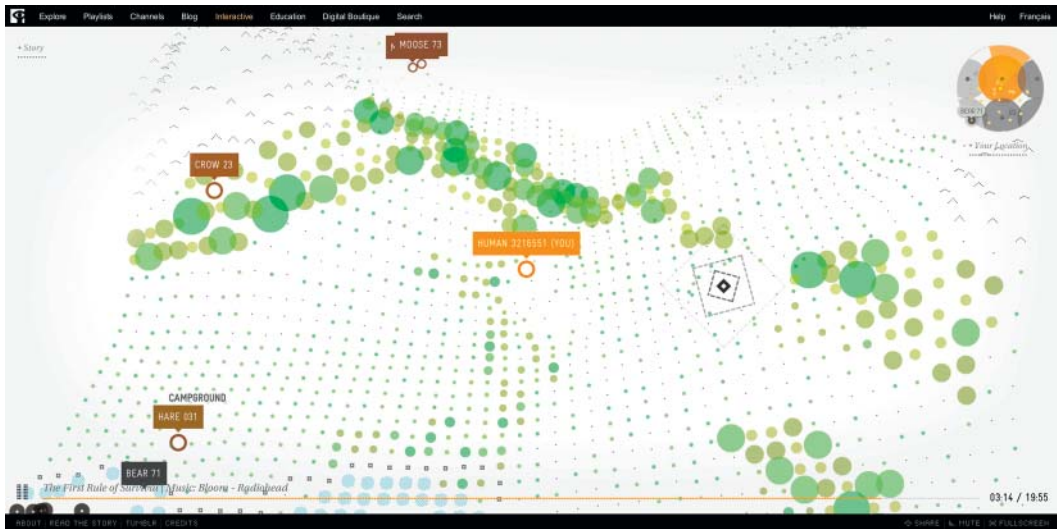 Explore Playlists Channels Blog Interactive Education Digital Boutique Search Help Français
+ Story
MOOSE 73
BEAR 71
+ Your Location
CROW 23
HUMAN 3216551 (YOU)
CAMPGROUND
HARE 031
BEAR 71
The First Rule of Survival | Music: Bloom - Radiohead
03:14 / 19:55
ABOUT READ THE STORY TUMBLR CREDITS SHARE MUTE FULLSCREEN